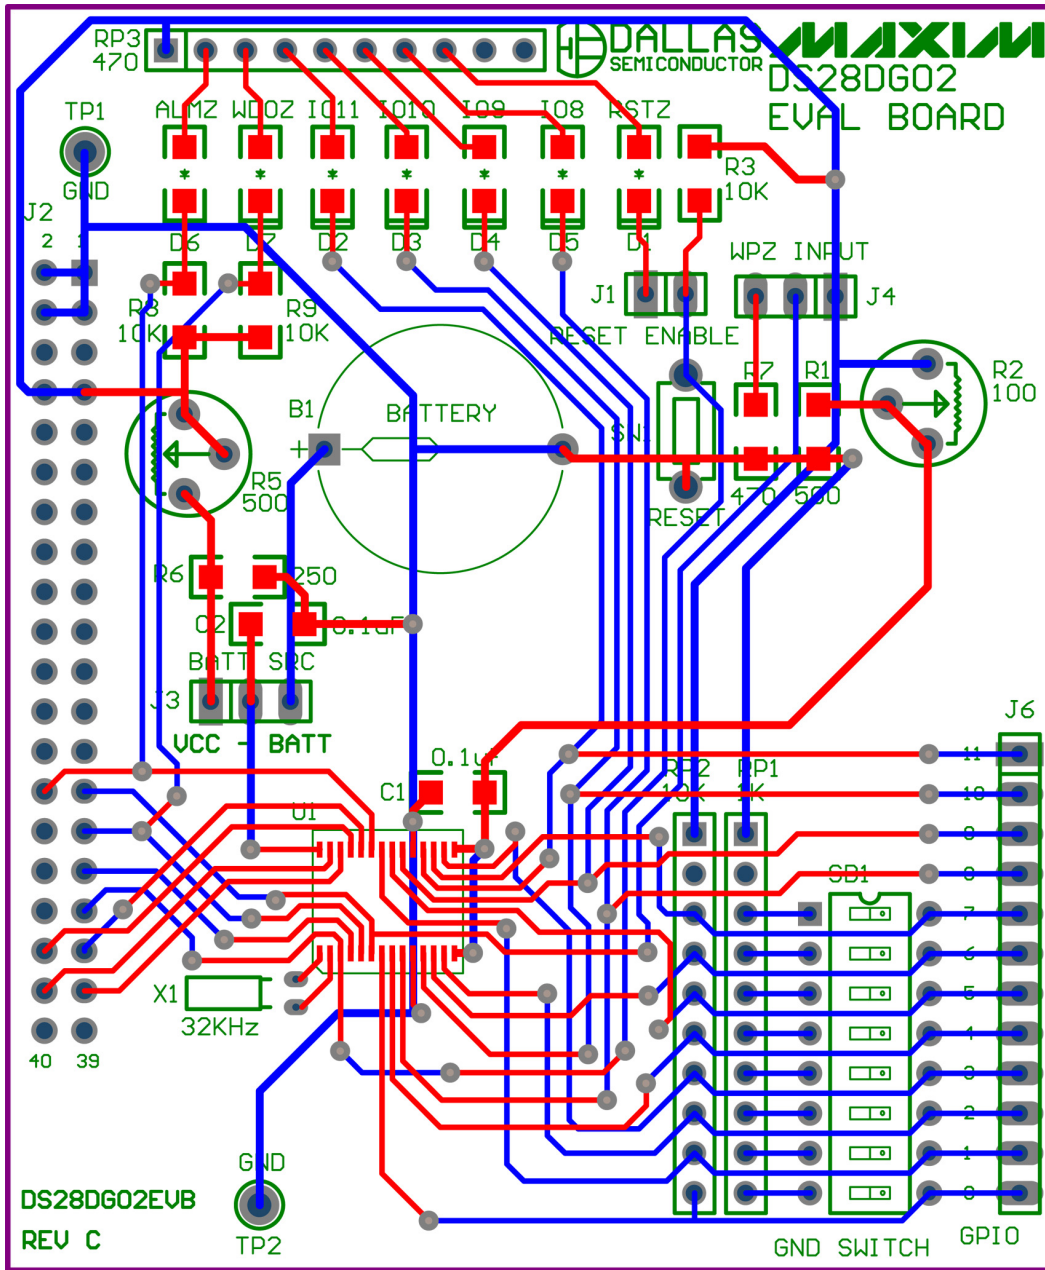 RP3
470
DALLAS
SEMICONDUCTOR
MAXIM
DS28DG02
EVAL BOARD
TP1
GND
ALMZ WDOZ IO11 IO10 IO9 IO8 RSTZ
* * * * * * *
R3
10K
J2
2 1
D6 D7 D2 D3 D4 D5 D1
WPZ INPUT
J1
J4
R8
10K
R9
10K
RESET ENABLE
R7 R1
R2
100
B1
BATTERY
+
SW1
R5
500
470 500
RESET
R6
250
C2
0.1uF
BATT SRC
J3
VCC - BATT
J6
0.1uF
C1
RP2
10K
RP1
1K
U1
SB1
11
10
9
8
7
6
5
4
3
2
1
0
X1
32KHz
40 39
GND
TP2
DS28DG02EVB
REV C
GPIO
GND SWITCH